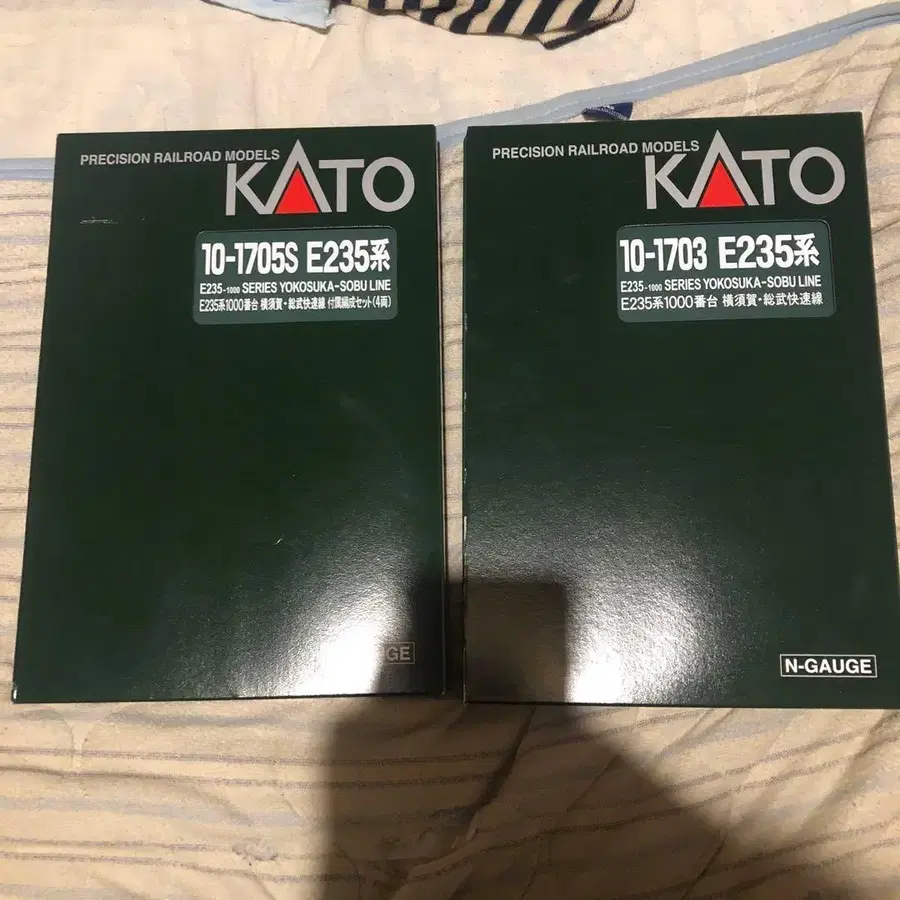 PRECISION RAILROAD MODELS
KATO
10-1705S E235系
E235-1000 SERIES YOKOSUKA-SOBU LINE
E235系1000番台 横須賀・総武快速線 付属編成セット(4両)
GE
PRECISION RAILROAD MODELS
KATO
10-1703 E235系
E235-1000 SERIES YOKOSUKA-SOBU LINE
E235系1000番台 横須賀・総武快速線
N-GAUGE